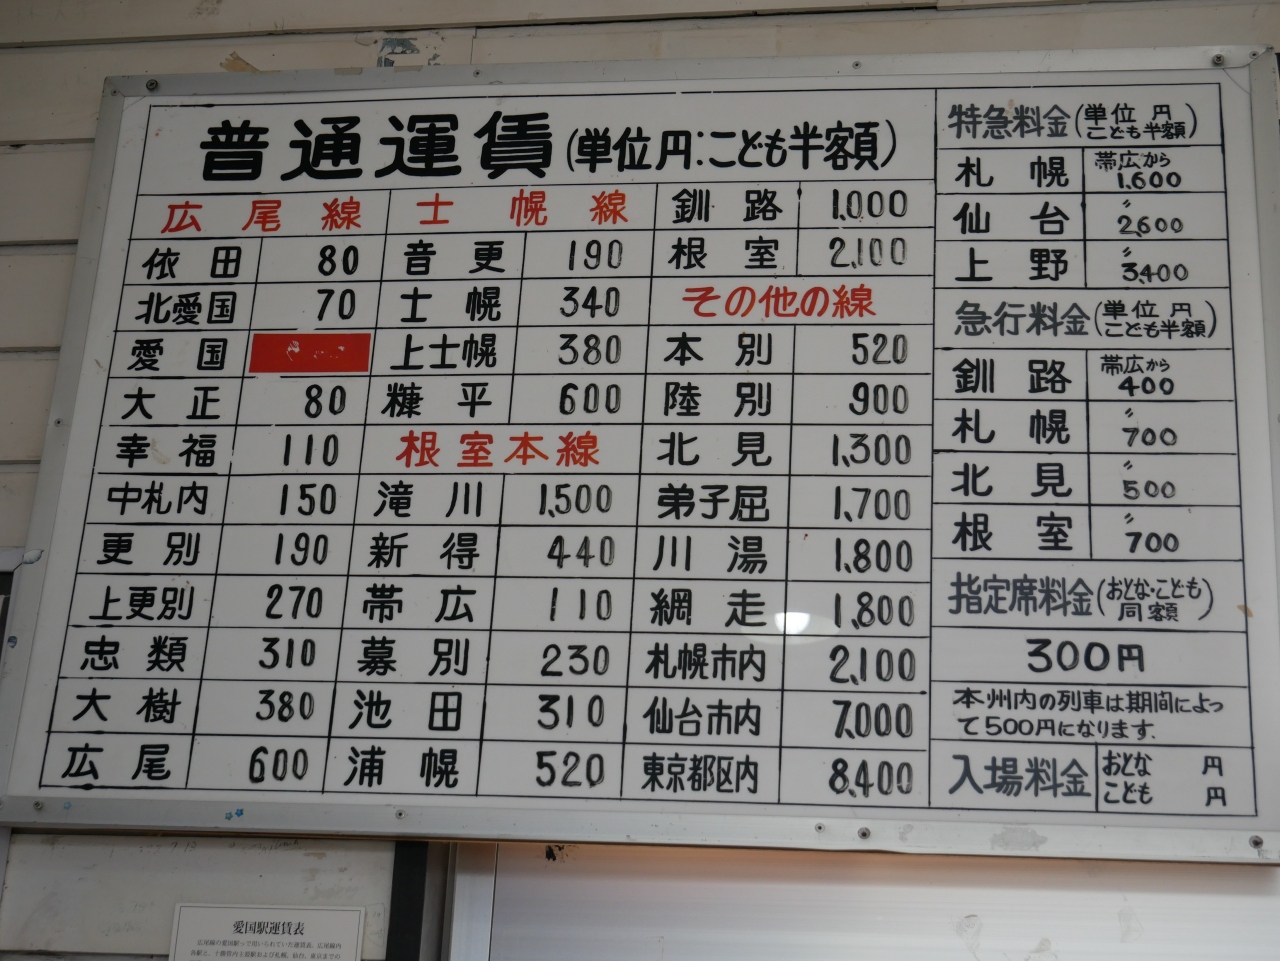 普通運賃(単位円:こども半額)
広尾線
依田 80
北愛国 70
愛国
大正 80
幸福 110
中札内 150
更別 190
上更別 270
忠類 310
大樹 380
広尾 600
士幌線
音更 190
士幌 340
上士幌 380
糠平 600
根室本線
滝川 1,500
新得 440
帯広 110
幕別 230
池田 310
浦幌 520
釧路 1,000
根室 2,100
その他の線
本別 520
陸別 900
北見 1,300
弟子屈 1,700
川湯 1,800
網走 1,800
札幌市内 2,100
仙台市内 7,000
東京都区内 8,400
特急料金(単位 円 こども半額)
札幌 帯広から 1,600
仙台 〃 2,600
上野 〃 3,400
急行料金(単位 円 こども半額)
釧路 帯広から 400
札幌 〃 700
北見 〃 500
根室 〃 700
指定席料金(おとな・こども 同額)
300円
本州内の列車は期間によっ
て500円になります.
入場料金 おとな 円
こども 円
愛国駅運賃表